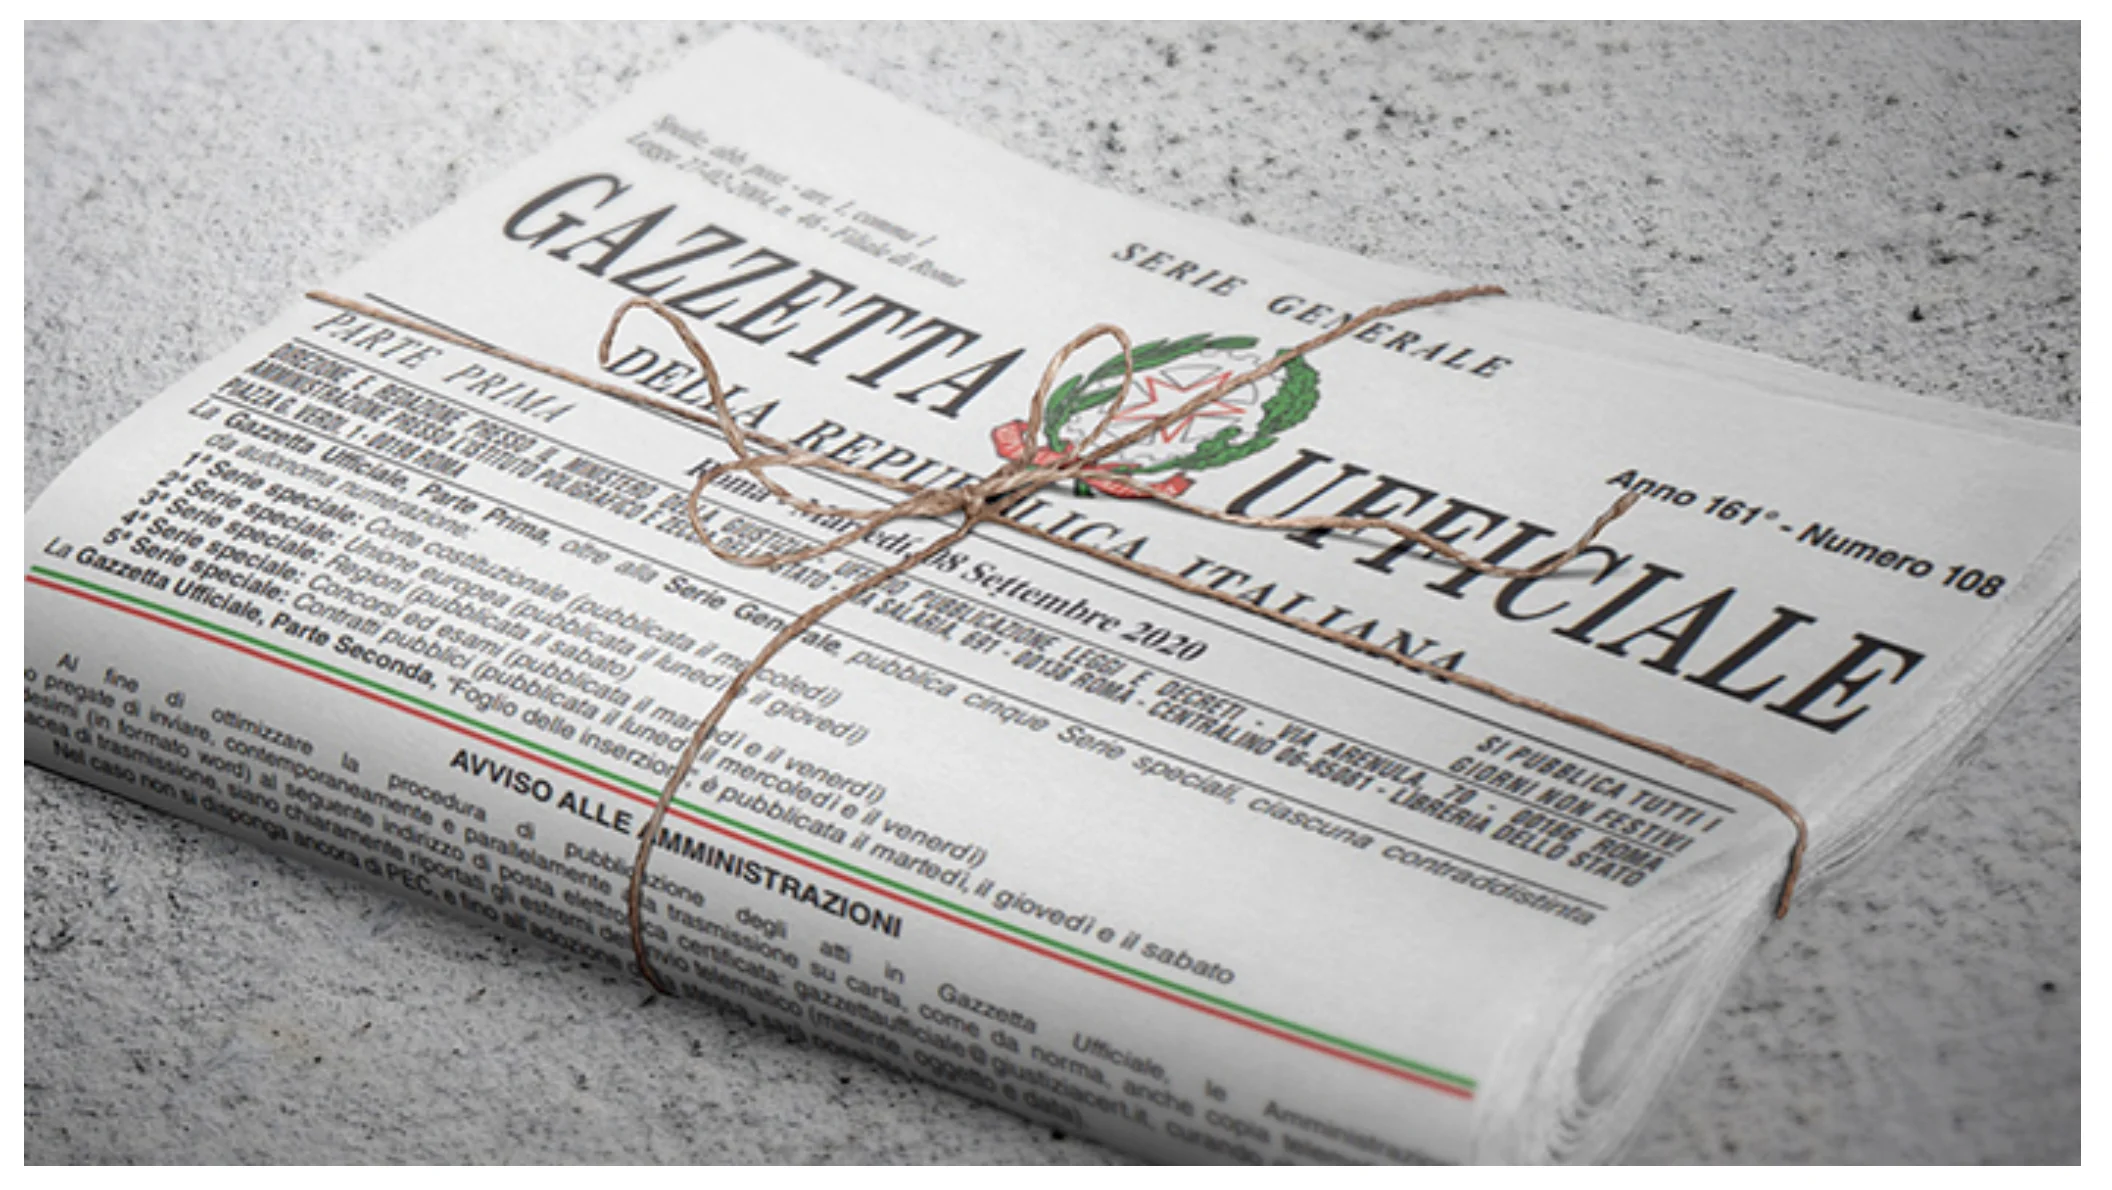 Spediz. abb. post. - art. 1, comma 1
Legge 27-02-2004, n. 46 - Filiale di Roma
SERIE GENERALE
GAZZETTA UFFICIALE
DELLA REPUBBLICA ITALIANA
Anno 161° - Numero 108
PARTE PRIMA
Roma - Martedì, 08 Settembre 2020
SI PUBBLICA TUTTI I
GIORNI NON FESTIVI
DIREZIONE E REDAZIONE PRESSO IL MINISTERO DELLA GIUSTIZIA - UFFICIO PUBBLICAZIONE LEGGI E DECRETI - VIA ARENULA, 70 - 00186 ROMA
AMMINISTRAZIONE PRESSO L'ISTITUTO POLIGRAFICO E ZECCA DELLO STATO - VIA SALARIA, 691 - 00138 ROMA - CENTRALINO 06-85081 - LIBRERIA DELLO STATO
PIAZZA G. VERDI, 1 - 00198 ROMA
La Gazzetta Ufficiale, Parte Prima, oltre alla Serie Generale, pubblica cinque Serie speciali, ciascuna contraddistinta
da autonoma numerazione:
1ª Serie speciale: Corte costituzionale (pubblicata il mercoledì)
2ª Serie speciale: Unione europea (pubblicata il lunedì e il giovedì)
3ª Serie speciale: Regioni (pubblicata il sabato)
4ª Serie speciale: Concorsi ed esami (pubblicata il martedì e il venerdì)
5ª Serie speciale: Contratti pubblici (pubblicata il lunedì, il mercoledì e il venerdì)
La Gazzetta Ufficiale, Parte Seconda, "Foglio delle inserzioni", è pubblicata il martedì, il giovedì e il sabato
AVVISO ALLE AMMINISTRAZIONI
Al fine di ottimizzare la procedura di pubblicazione degli atti in Gazzetta Ufficiale, le Amministrazio
o pregate di inviare, contemporaneamente e parallelamente alla trasmissione su carta, come da norma, anche copia
desimi (in formato word) al seguente indirizzo di posta elettronica certificata: gazzettaufficiale@giustiziacert.it, curando
acea di trasmissione, siano chiaramente riportati gli estremi dell'invio telematico (mittente, oggetto e data).
Nel caso non si disponga ancora di PEC, e fino all'adozione